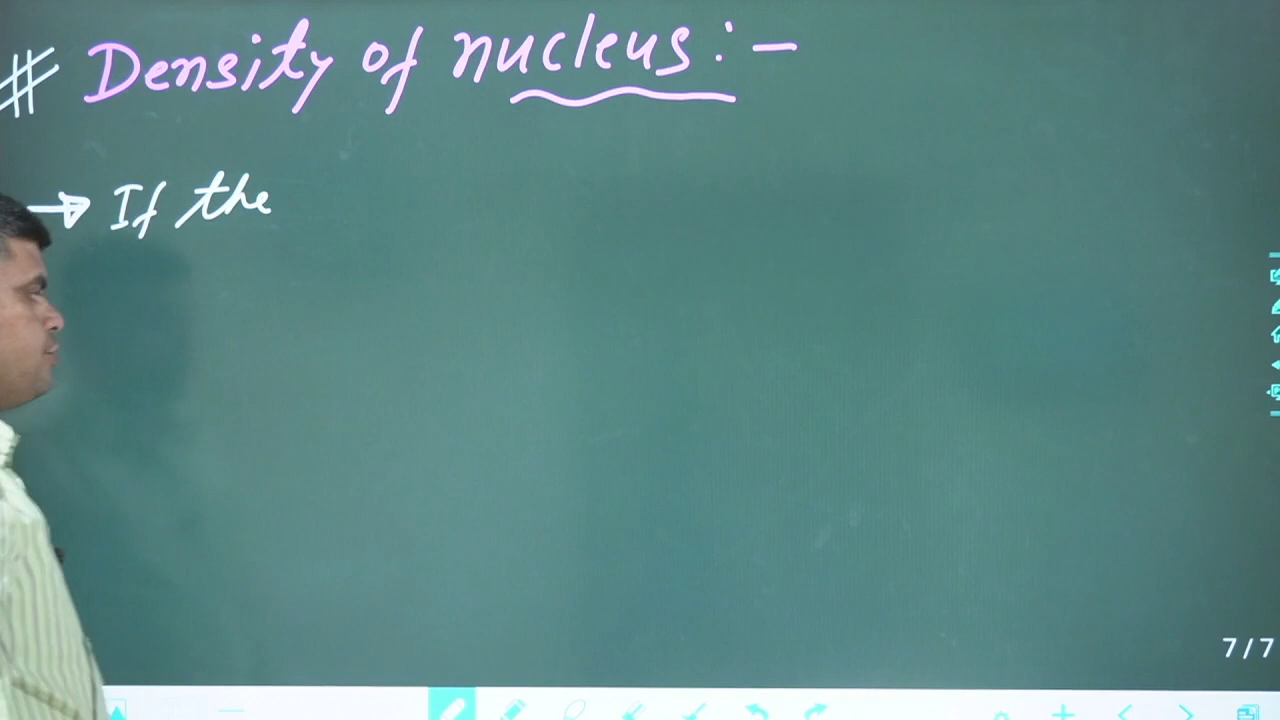 # Density of nucleus :-
→ If the
7/7